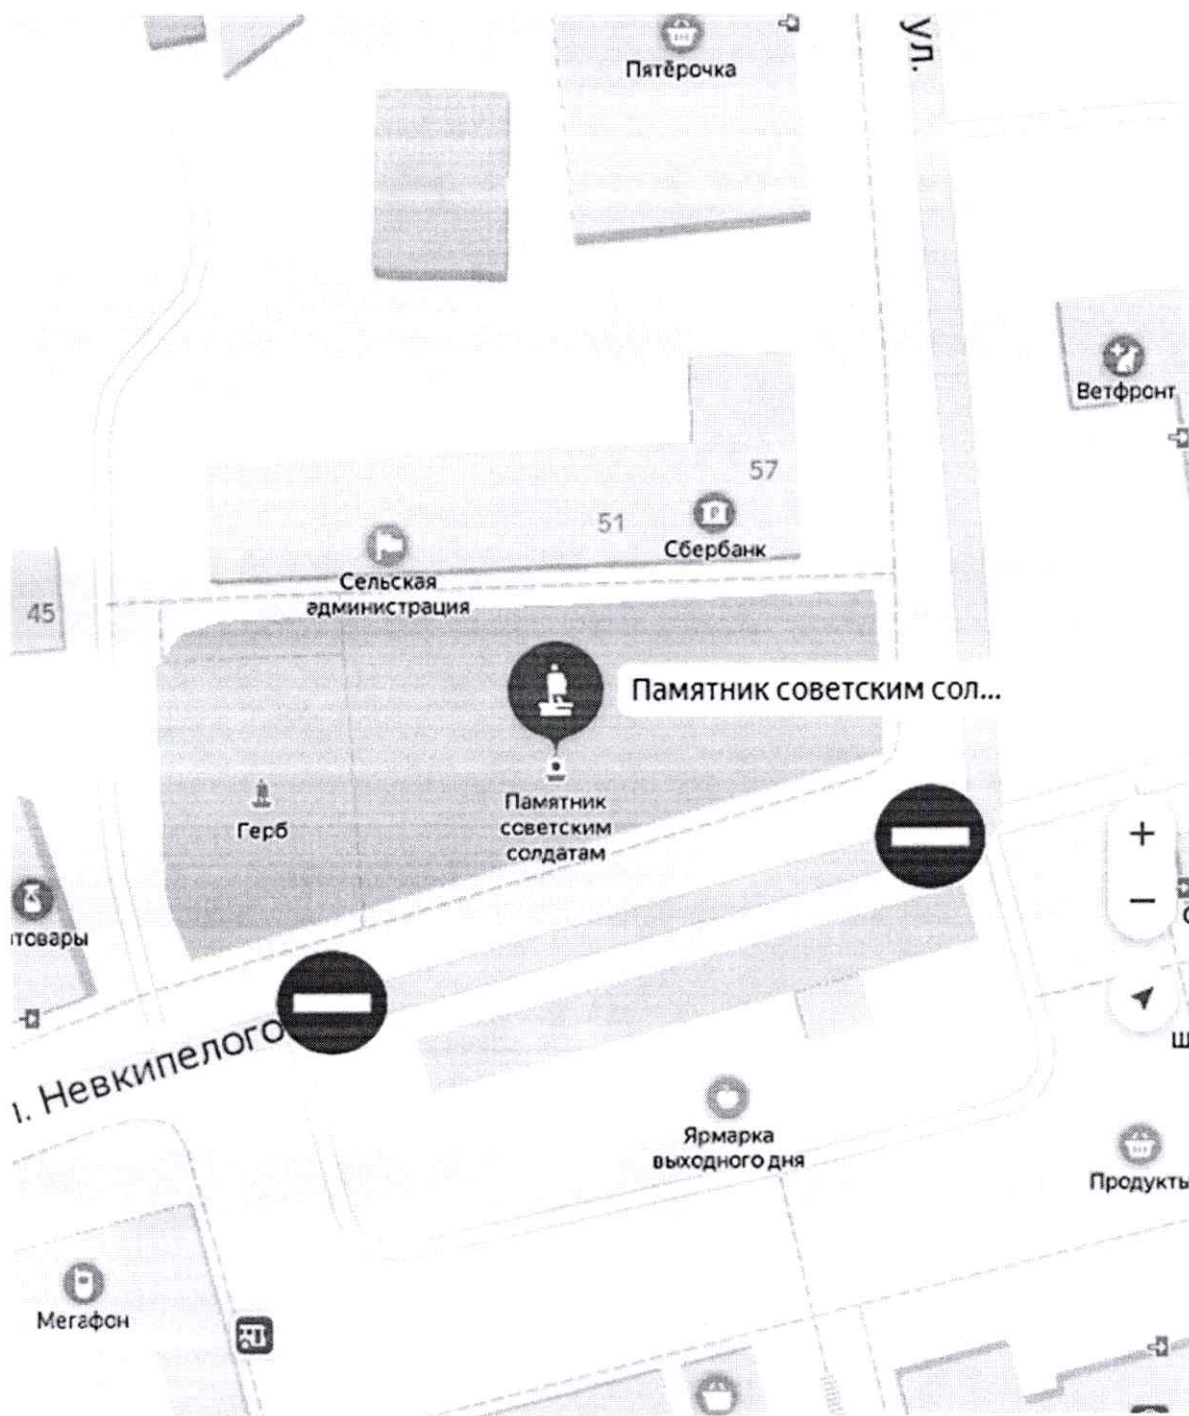 ул.
Пятёрочка
Ветфронт
57
51
Сбербанк
Сельская
администрация
45
Памятник советским сол...
Герб
Памятник
советским
солдатам
товары
+
−
. Невкипелого
Ярмарка
выходного дня
Продукты
Мегафон